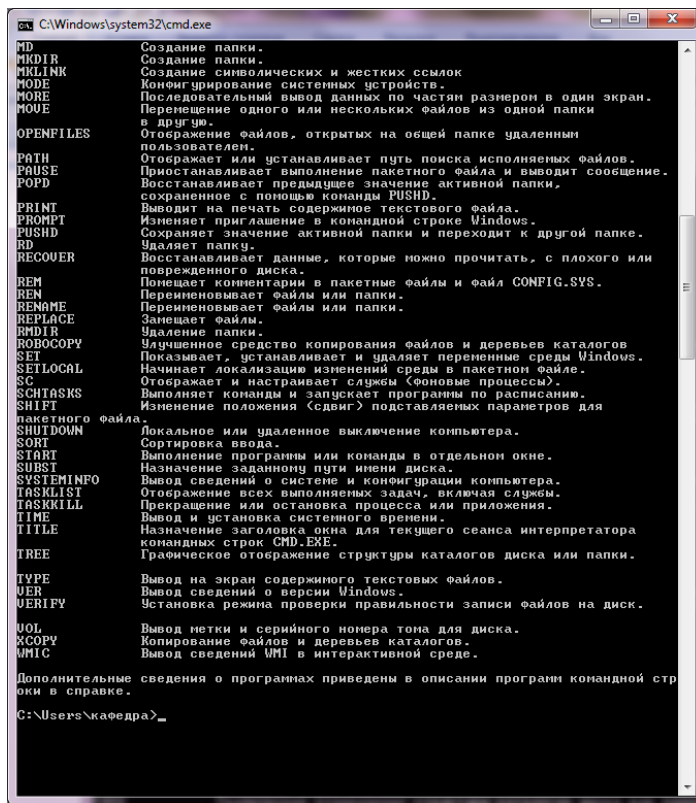 C:\Windows\system32\cmd.exe
MD Создание папки.
MKDIR Создание папки.
MKLINK Создание символических и жестких ссылок
MODE Конфигурирование системных устройств.
MORE Последовательный вывод данных по частям размером в один экран.
MOVE Перемещение одного или нескольких файлов из одной папки
в другую.
OPENFILES Отображение файлов, открытых на общей папке удаленным
пользователем.
PATH Отображает или устанавливает путь поиска исполняемых файлов.
PAUSE Приостанавливает выполнение пакетного файла и выводит сообщение.
POPD Восстанавливает предыдущее значение активной папки,
сохраненное с помощью команды PUSHD.
PRINT Выводит на печать содержимое текстового файла.
PROMPT Изменяет приглашение в командной строке Windows.
PUSHD Сохраняет значение активной папки и переходит к другой папке.
RD Удаляет папку.
RECOVER Восстанавливает данные, которые можно прочитать, с плохого или
поврежденного диска.
REM Помещает комментарии в пакетные файлы и файл CONFIG.SYS.
REN Переименовывает файлы или папки.
RENAME Переименовывает файлы или папки.
REPLACE Замещает файлы.
RMDIR Удаление папки.
ROBOCOPY Улучшенное средство копирования файлов и деревьев каталогов
SET Показывает, устанавливает и удаляет переменные среды Windows.
SETLOCAL Начинает локализацию изменений среды в пакетном файле.
SC Отображает и настраивает службы (фоновые процессы).
SCHTASKS Выполняет команды и запускает программы по расписанию.
SHIFT Изменение положения (сдвиг) подставляемых параметров для
пакетного файла.
SHUTDOWN Локальное или удаленное выключение компьютера.
SORT Сортировка ввода.
START Выполнение программы или команды в отдельном окне.
SUBST Назначение заданному пути имени диска.
SYSTEMINFO Вывод сведений о системе и конфигурации компьютера.
TASKLIST Отображение всех выполняемых задач, включая службы.
TASKKILL Прекращение или остановка процесса или приложения.
TIME Вывод и установка системного времени.
TITLE Назначение заголовка окна для текущего сеанса интерпретатора
командных строк CMD.EXE.
TREE Графическое отображение структуры каталогов диска или папки.
TYPE Вывод на экран содержимого текстовых файлов.
VER Вывод сведений о версии Windows.
VERIFY Установка режима проверки правильности записи файлов на диск.
VOL Вывод метки и серийного номера тома для диска.
XCOPY Копирование файлов и деревьев каталогов.
WMIC Вывод сведений WMI в интерактивной среде.
Дополнительные сведения о программах приведены в описании программ командной стр
оки в справке.
C:\Users\кафедра>_